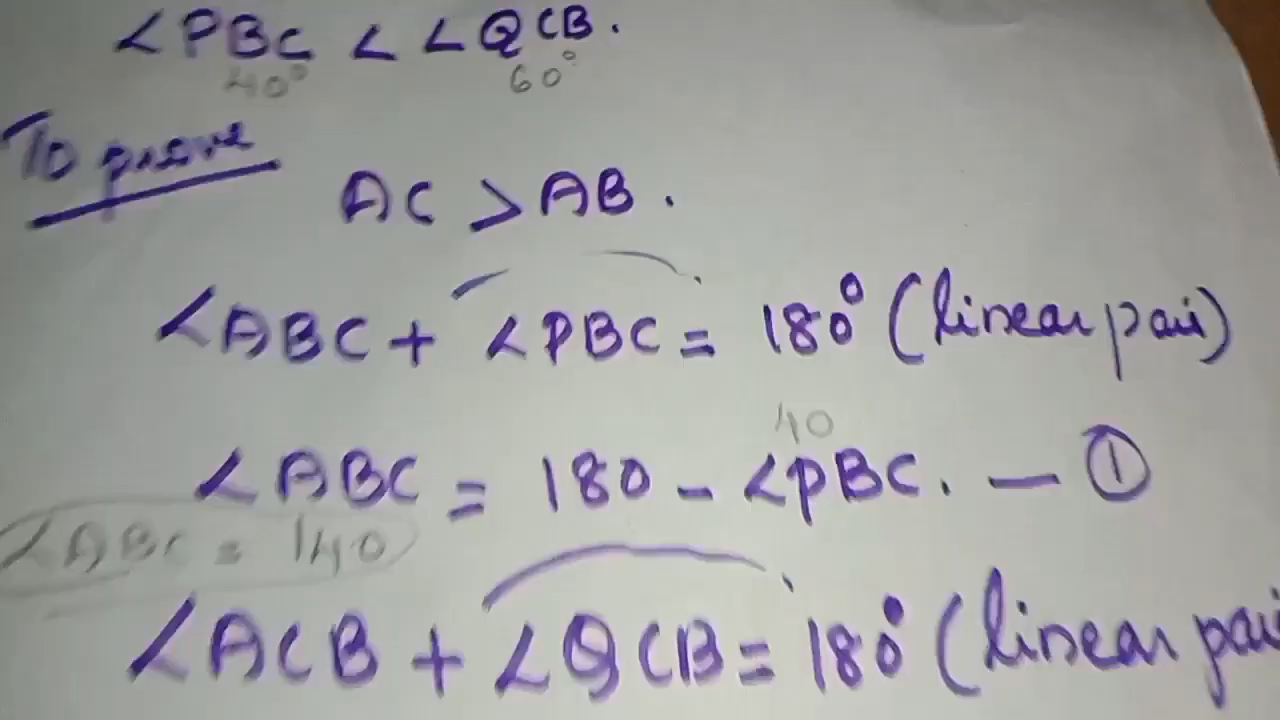 ∠PBC < ∠QCB.
40° 60°
To prove
AC > AB.
∠ABC + ∠PBC = 180° (linear pair)
40
∠ABC = 180 - ∠PBC. — ①
∠ABC = 140
∠ACB + ∠QCB = 180° (linear pai